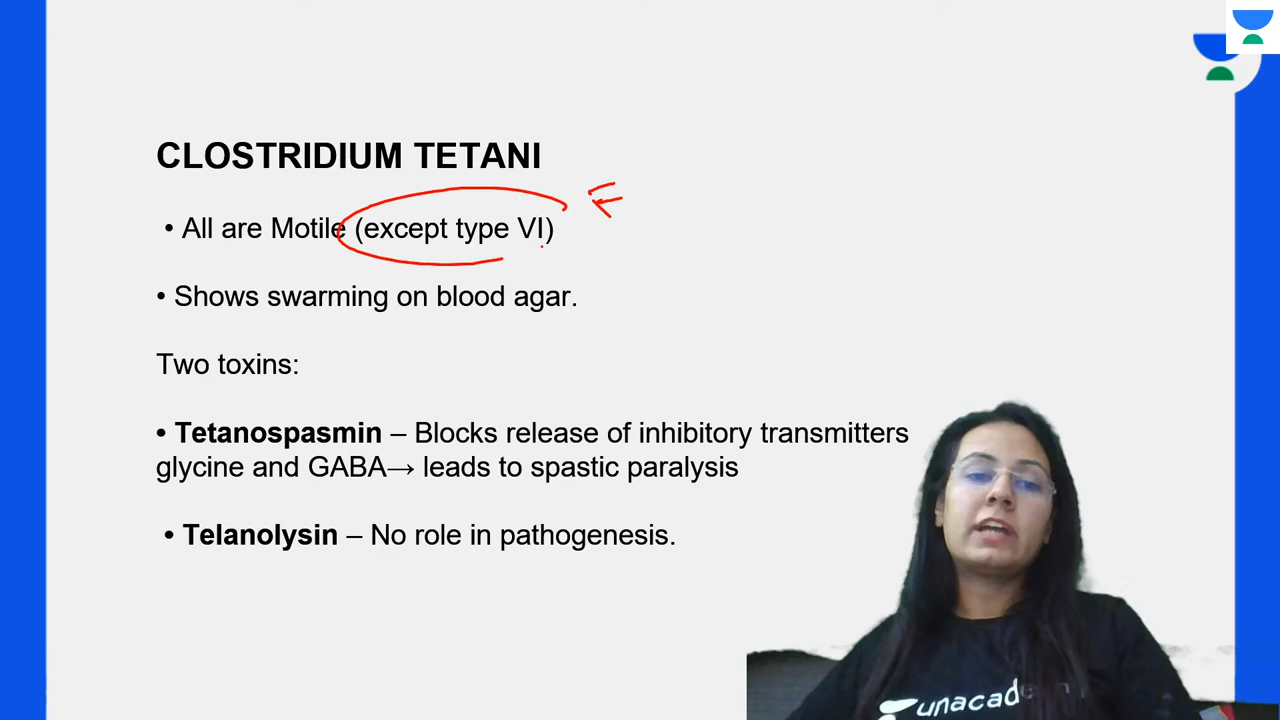 CLOSTRIDIUM TETANI
• All are Motile (except type VI)
• Shows swarming on blood agar.
Two toxins:
• Tetanospasmin – Blocks release of inhibitory transmitters
glycine and GABA→ leads to spastic paralysis
• Telanolysin – No role in pathogenesis.